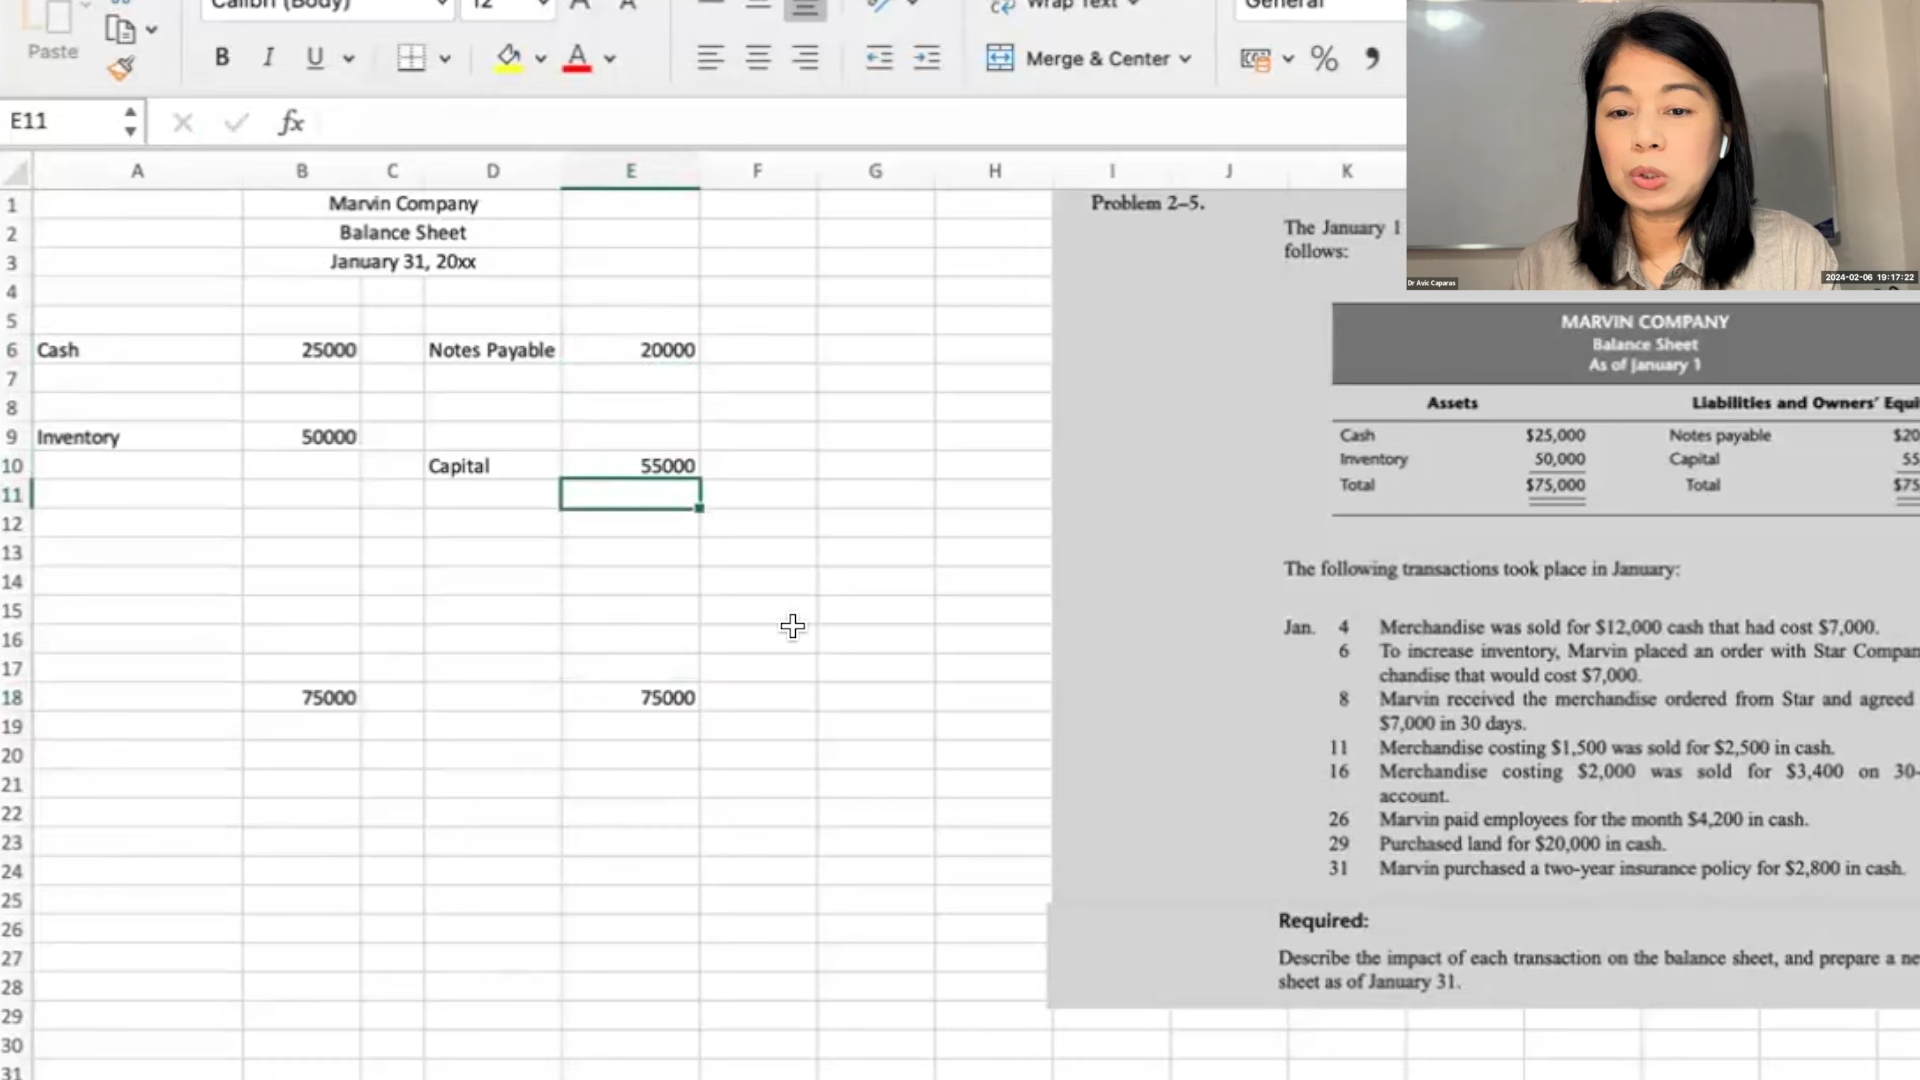 Calibri (Body) 12 Wrap Text General
Paste B I U A Merge & Center % ,
E11 fx
A B C D E F G H I J K
1 Marvin Company
2 Balance Sheet
3 January 31, 20xx
4
5
6 Cash 25000 Notes Payable 20000
7
8
9 Inventory 50000
10 Capital 55000
11
12
13
14
15
16
17
18 75000 75000
19
20
21
22
23
24
25
26
27
28
29
30
31
Problem 2–5.
The January 1
follows:
Dr Avic Caparas
2024-02-06 19:17:22
MARVIN COMPANY
Balance Sheet
As of January 1
Assets Liabilities and Owners' Equi
Cash $25,000 Notes payable $20
Inventory 50,000 Capital 55
Total $75,000 Total $75
The following transactions took place in January:
Jan. 4 Merchandise was sold for $12,000 cash that had cost $7,000.
6 To increase inventory, Marvin placed an order with Star Compan
chandise that would cost $7,000.
8 Marvin received the merchandise ordered from Star and agreed
$7,000 in 30 days.
11 Merchandise costing $1,500 was sold for $2,500 in cash.
16 Merchandise costing $2,000 was sold for $3,400 on 30-
account.
26 Marvin paid employees for the month $4,200 in cash.
29 Purchased land for $20,000 in cash.
31 Marvin purchased a two-year insurance policy for $2,800 in cash.
Required:
Describe the impact of each transaction on the balance sheet, and prepare a ne
sheet as of January 31.